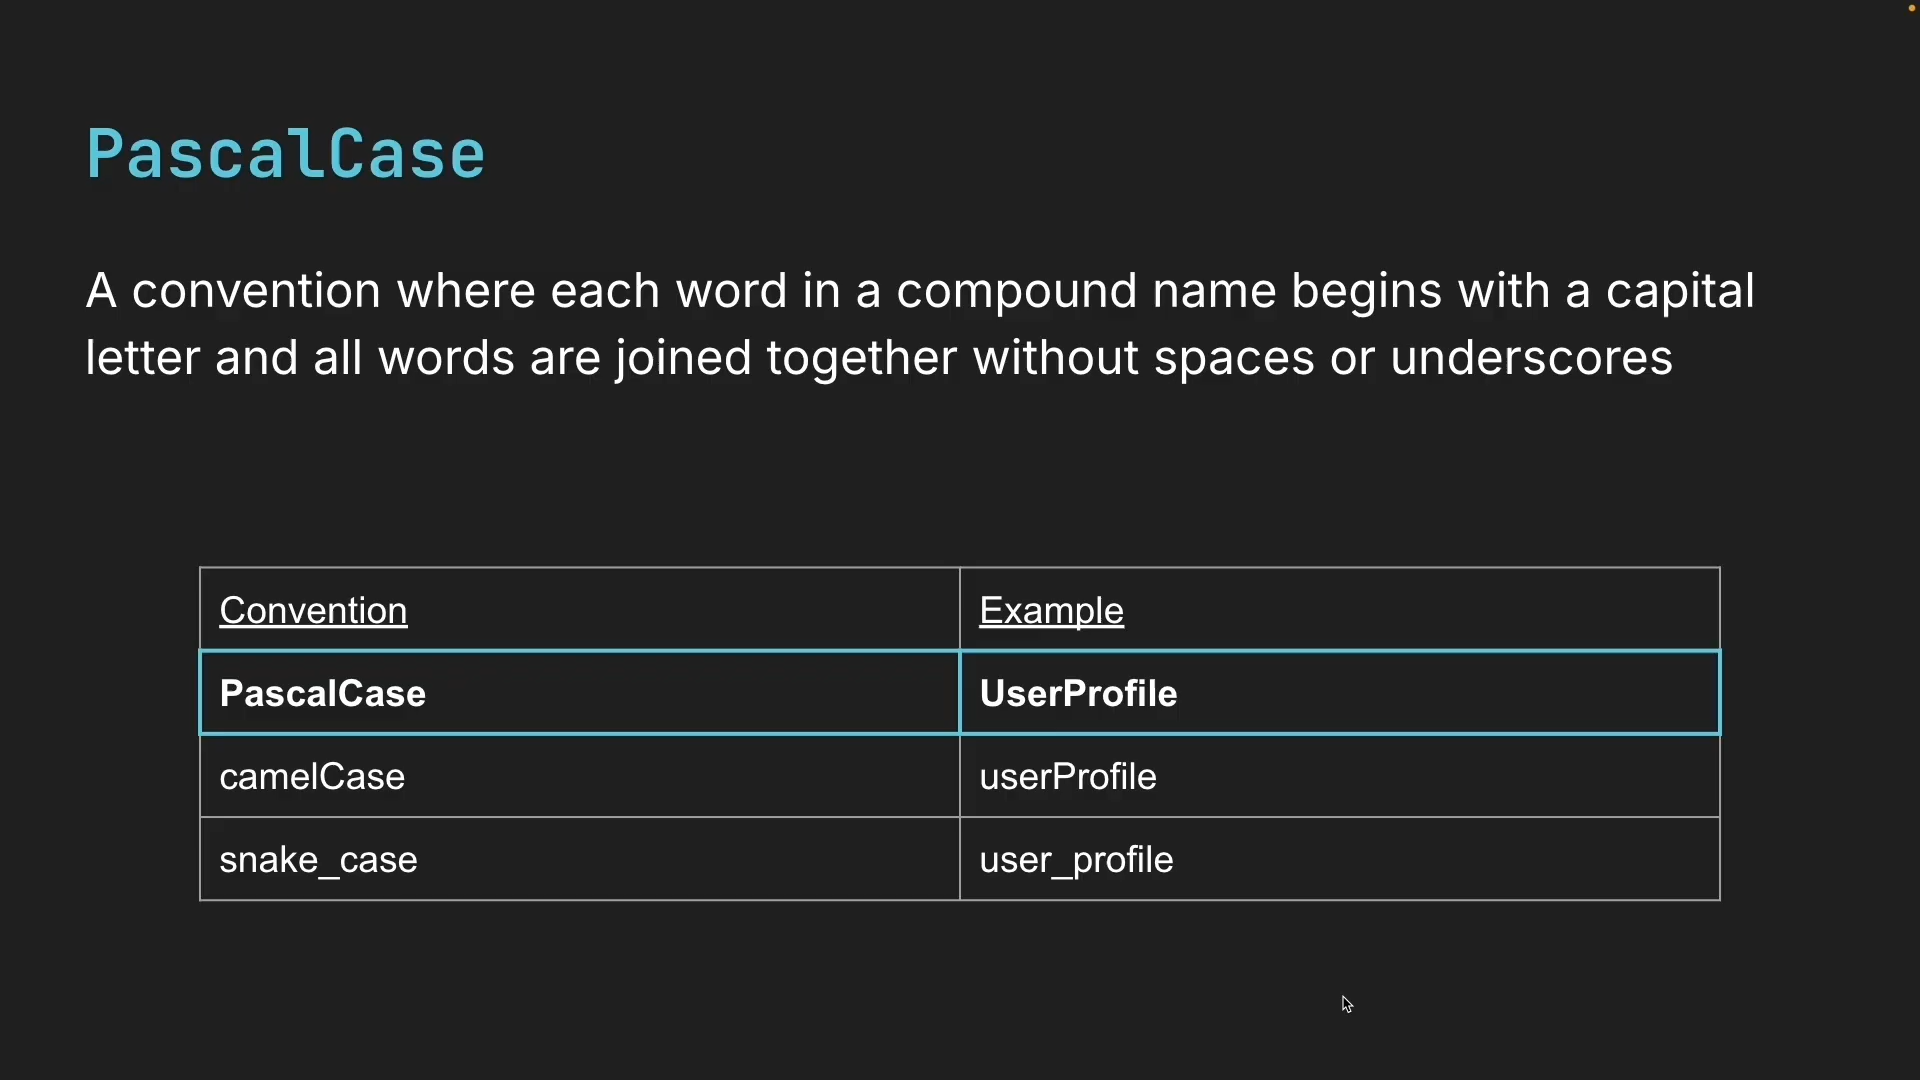 PascalCase
A convention where each word in a compound name begins with a capital
letter and all words are joined together without spaces or underscores
Convention Example
PascalCase UserProfile
camelCase userProfile
snake_case user_profile